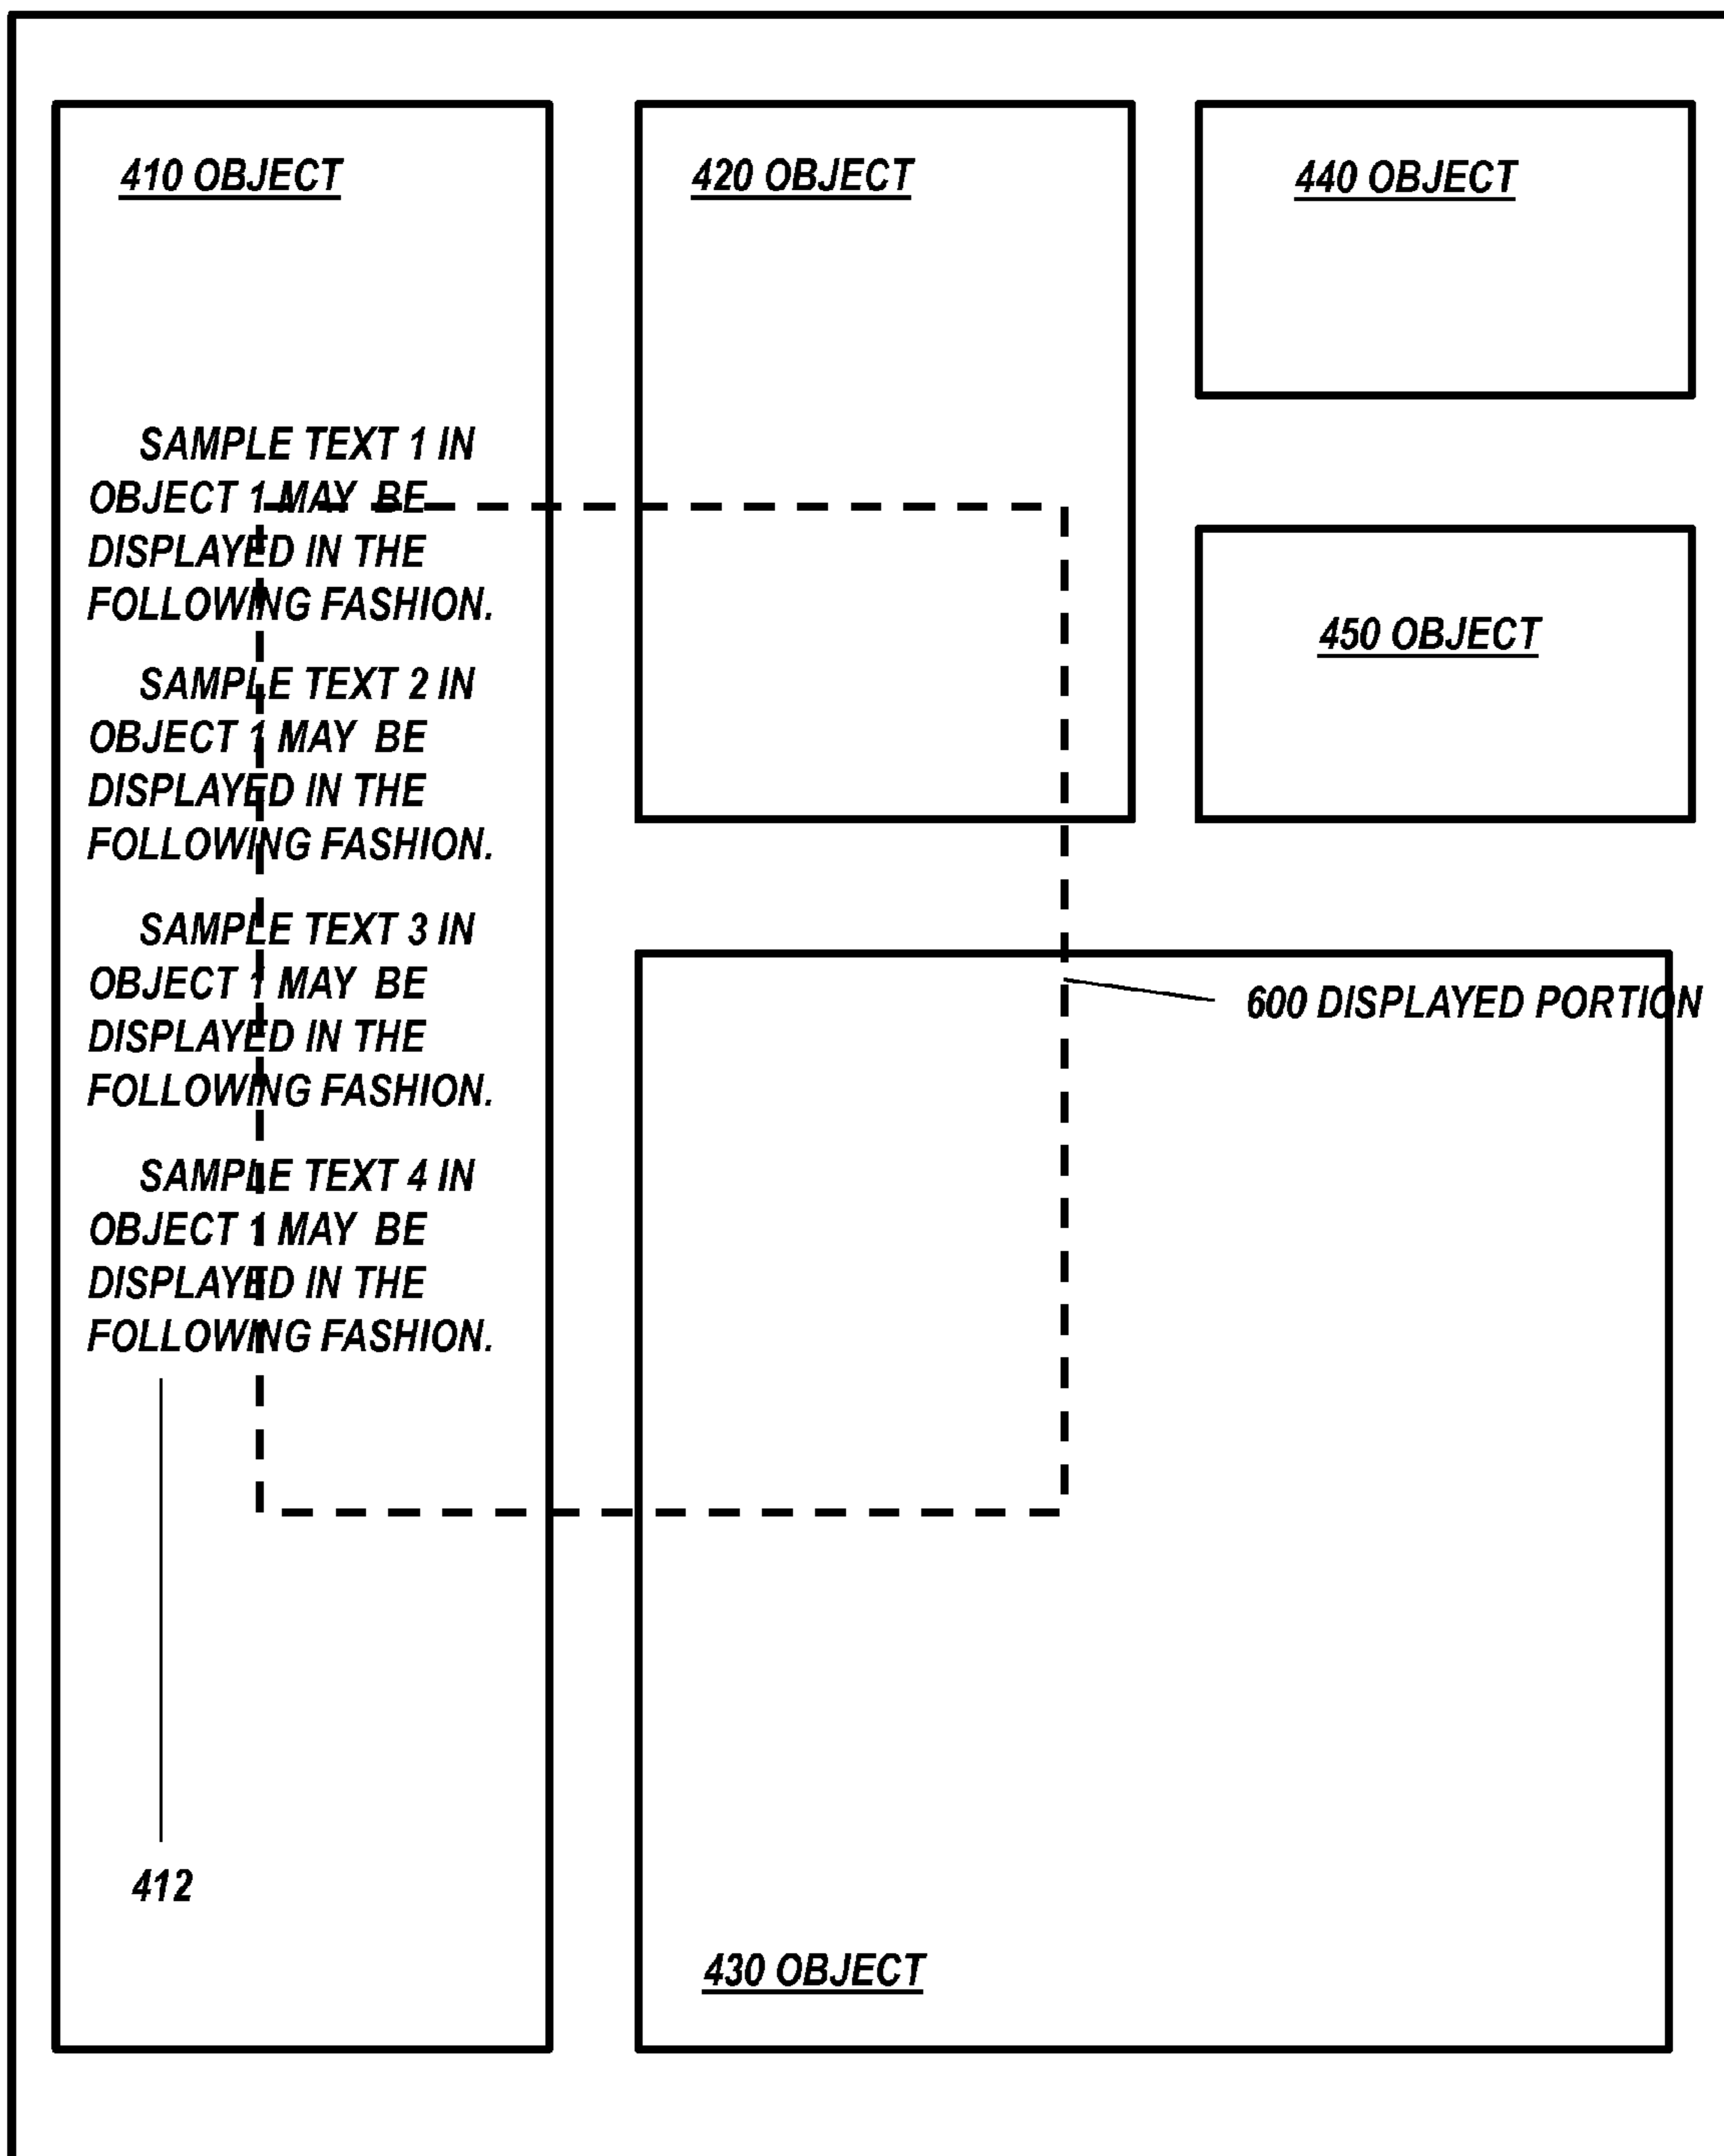 410 OBJECT
SAMPLE TEXT 1 IN
OBJECT 1 MAY BE
DISPLAYED IN THE
FOLLOWING FASHION.
SAMPLE TEXT 2 IN
OBJECT 1 MAY BE
DISPLAYED IN THE
FOLLOWING FASHION.
SAMPLE TEXT 3 IN
OBJECT 1 MAY BE
DISPLAYED IN THE
FOLLOWING FASHION.
SAMPLE TEXT 4 IN
OBJECT 1 MAY BE
DISPLAYED IN THE
FOLLOWING FASHION.
412
420 OBJECT
440 OBJECT
450 OBJECT
600 DISPLAYED PORTION
430 OBJECT